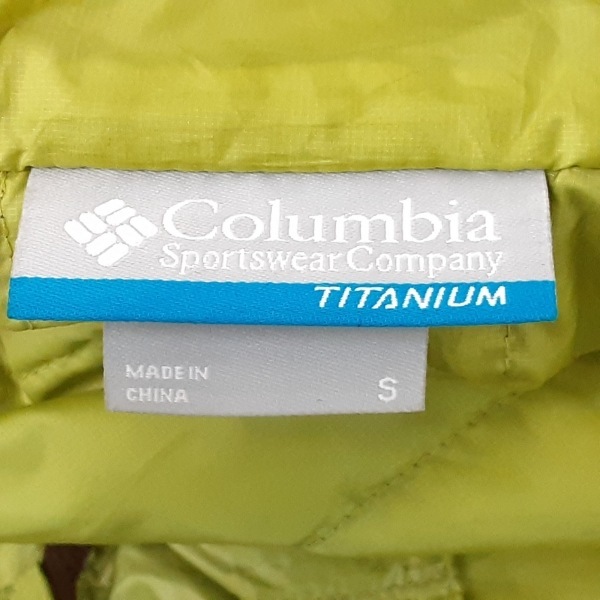 Columbia
Sportswear Company
TITANIUM
MADE IN
CHINA
S